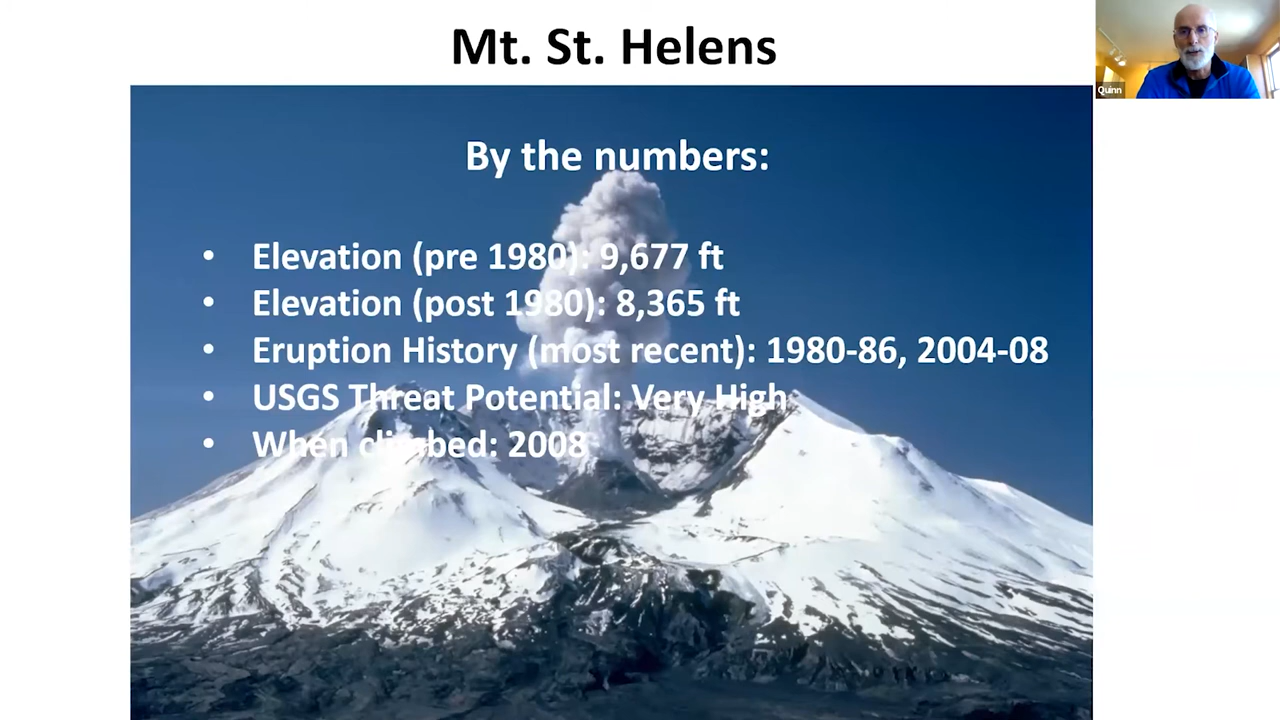 Mt. St. Helens
Quinn
By the numbers:
• Elevation (pre 1980): 9,677 ft
• Elevation (post 1980): 8,365 ft
• Eruption History (most recent): 1980-86, 2004-08
• USGS Threat Potential: Very High
• When climbed: 2008